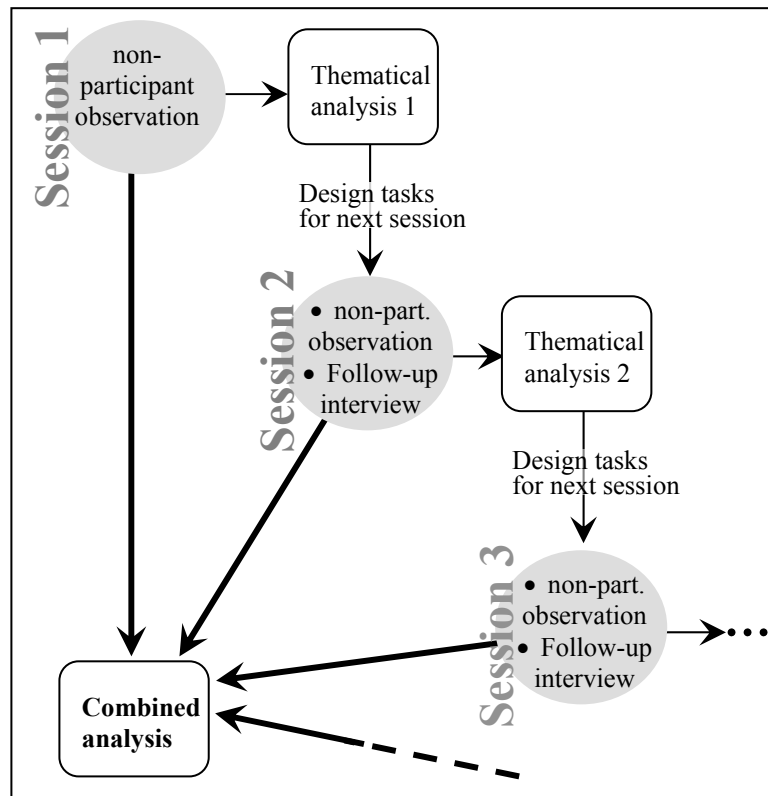 Session 1
non-
participant
observation
Thematical
analysis 1
Design tasks
for next session
Session 2
• non-part.
observation
• Follow-up
interview
Thematical
analysis 2
Design tasks
for next session
Session 3
• non-part.
observation
• Follow-up
interview
Combined
analysis